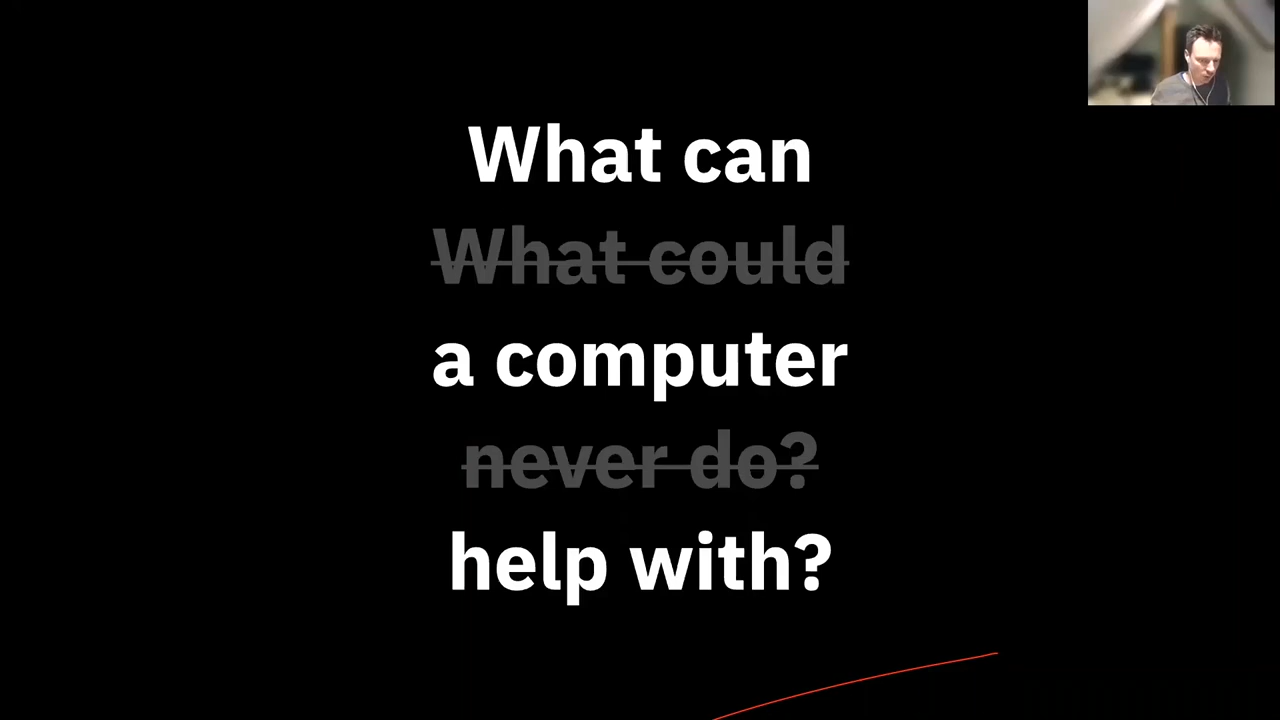 What can
What could
a computer
never do?
help with?